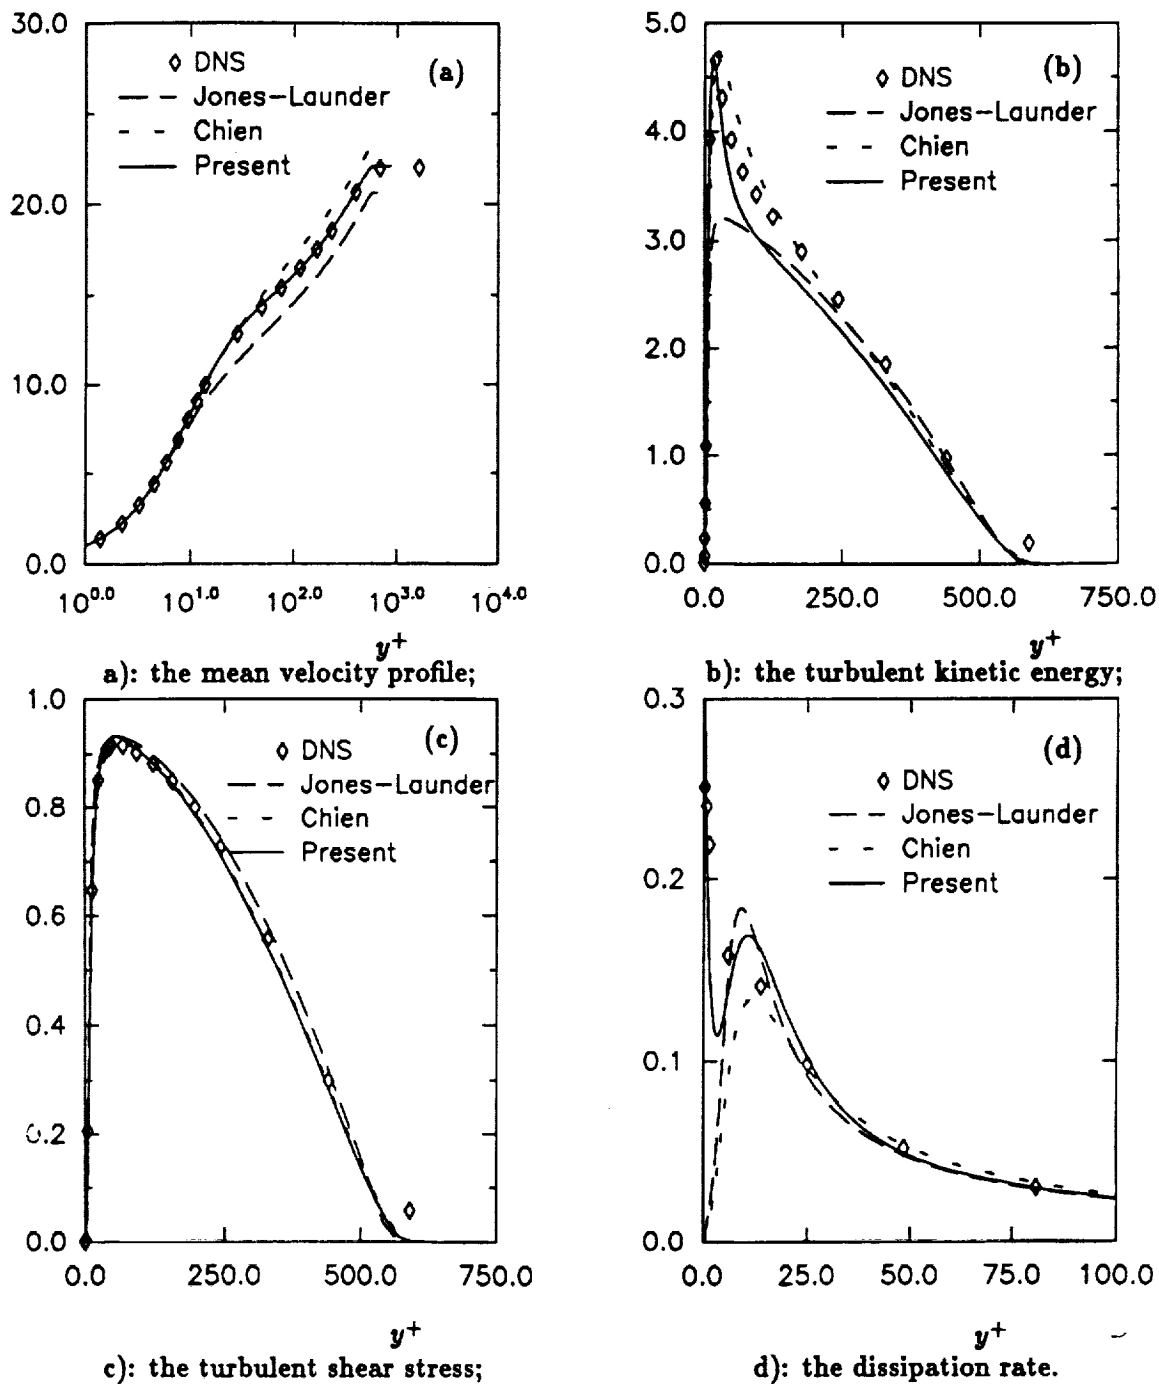 30.0
20.0
10.0
0.0
◇ DNS
Jones–Launder
Chien
Present
(a)
10^0.0 10^1.0 10^2.0 10^3.0 10^4.0
y^+
a): the mean velocity profile;
5.0
4.0
3.0
2.0
1.0
0.0
◇ DNS
Jones–Launder
Chien
Present
(b)
0.0 250.0 500.0 750.0
y^+
b): the turbulent kinetic energy;
1.0
0.8
0.6
0.4
0.2
0.0
◇ DNS
Jones–Launder
Chien
Present
(c)
0.0 250.0 500.0 750.0
y^+
c): the turbulent shear stress;
0.3
0.2
0.1
0.0
◇ DNS
Jones–Launder
Chien
Present
(d)
0.0 25.0 50.0 75.0 100.0
y^+
d): the dissipation rate.